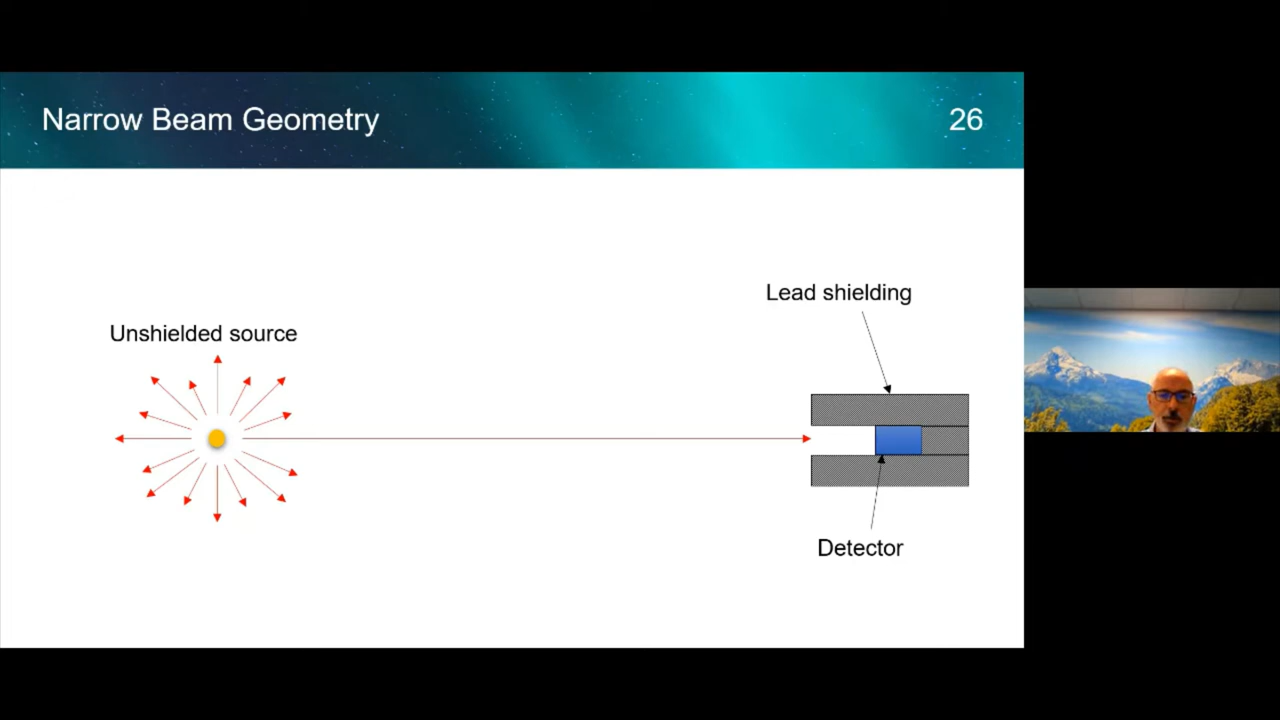 Narrow Beam Geometry
26
Lead shielding
Unshielded source
Detector